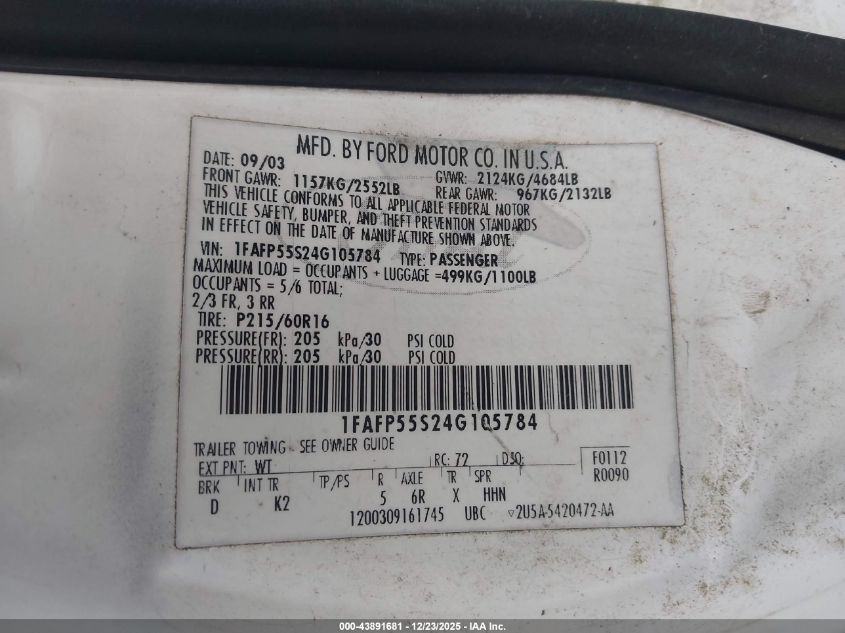 MFD. BY FORD MOTOR CO. IN U.S.A.
DATE: 09/03 GVWR: 2124KG/4684LB
FRONT GAWR: 1157KG/2552LB REAR GAWR: 967KG/2132LB
THIS VEHICLE CONFORMS TO ALL APPLICABLE FEDERAL MOTOR
VEHICLE SAFETY, BUMPER, AND THEFT PREVENTION STANDARDS
IN EFFECT ON THE DATE OF MANUFACTURE SHOWN ABOVE.
VIN: 1FAFP55S24G105784 TYPE: PASSENGER
MAXIMUM LOAD = OCCUPANTS + LUGGAGE =499KG/1100LB
OCCUPANTS = 5/6 TOTAL;
2/3 FR, 3 RR
TIRE: P215/60R16
PRESSURE(FR): 205 kPa/30 PSI COLD
PRESSURE(RR): 205 kPa/30 PSI COLD
1FAFP55S24G105784
TRAILER TOWING - SEE OWNER GUIDE
EXT PNT: WT RC: 72 DSO: F0112
BRK INT TR TP/PS R AXLE TR SPR R0090
D K2 5 6R X HHN
1200309161745 UBC ▽2U5A-5420472-AA
000-43891681 - 12/23/2025 - IAA Inc.